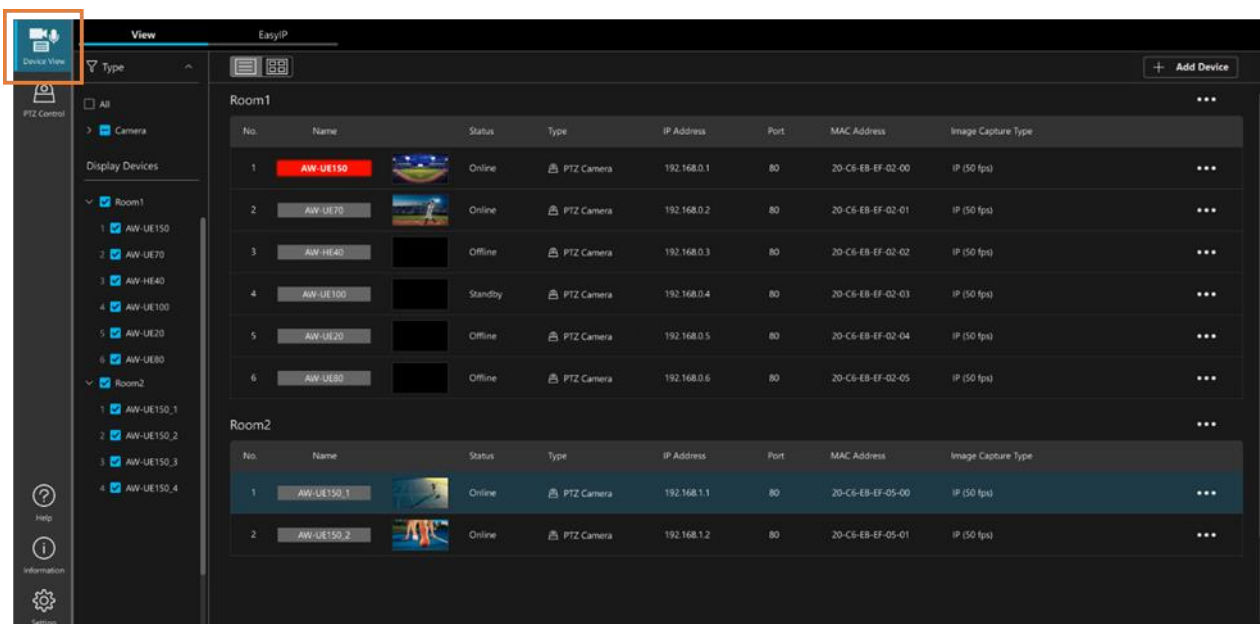 View EasyIP
Device View
Type
Add Device
PTZ Control
All
Camera
Display Devices
Room1
1 AW-UE150
2 AW-UE70
3 AW-HE40
4 AW-UE100
5 AW-UE20
6 AW-UE80
Room2
1 AW-UE150_1
2 AW-UE150_2
3 AW-UE150_3
4 AW-UE150_4
Help
Information
Setting
Room1
No. Name Status Type IP Address Port MAC Address Image Capture Type
1 AW-UE150 Online PTZ Camera 192.168.0.1 80 20-C6-EB-EF-02-00 IP (50 fps)
2 AW-UE70 Online PTZ Camera 192.168.0.2 80 20-C6-EB-EF-02-01 IP (50 fps)
3 AW-HE40 Offline PTZ Camera 192.168.0.3 80 20-C6-EB-EF-02-02 IP (50 fps)
4 AW-UE100 Standby PTZ Camera 192.168.0.4 80 20-C6-EB-EF-02-03 IP (50 fps)
5 AW-UE20 Offline PTZ Camera 192.168.0.5 80 20-C6-EB-EF-02-04 IP (50 fps)
6 AW-UE80 Offline PTZ Camera 192.168.0.6 80 20-C6-EB-EF-02-05 IP (50 fps)
Room2
No. Name Status Type IP Address Port MAC Address Image Capture Type
1 AW-UE150_1 Online PTZ Camera 192.168.1.1 80 20-C6-EB-EF-05-00 IP (50 fps)
2 AW-UE150_2 Online PTZ Camera 192.168.1.2 80 20-C6-EB-EF-05-01 IP (50 fps)